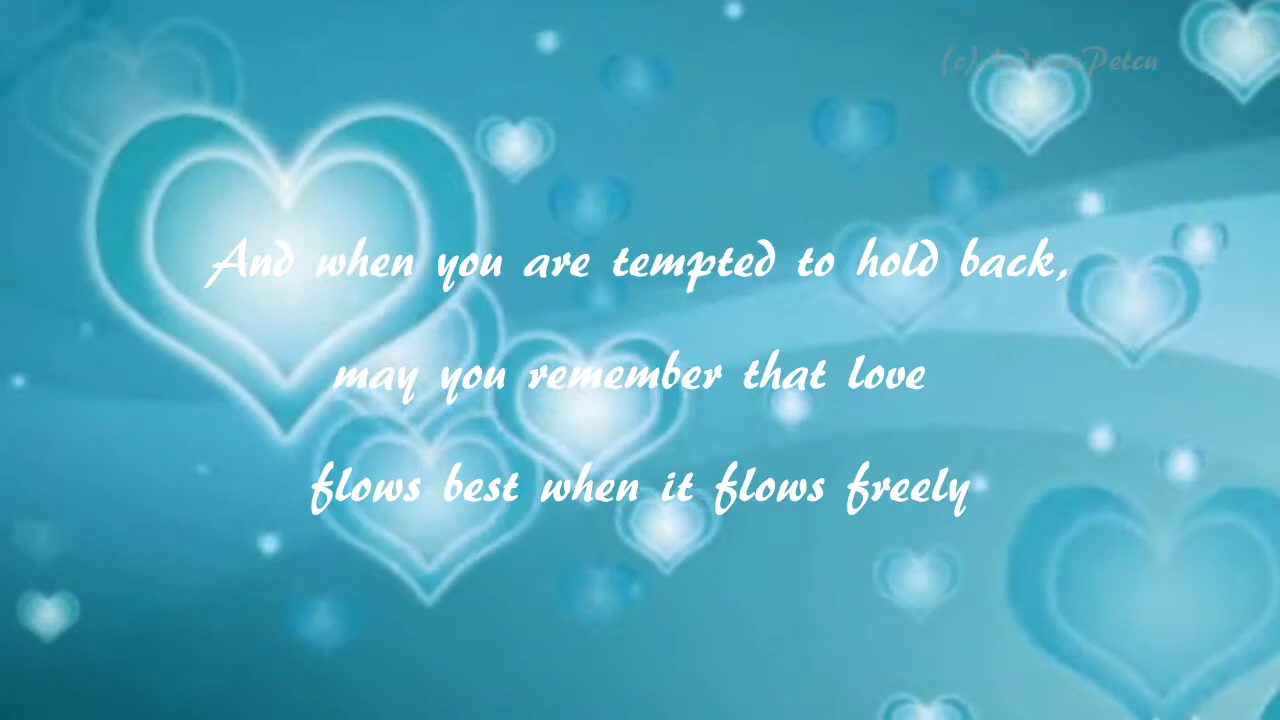 (c) Petcu
And when you are tempted to hold back,
may you remember that love
flows best when it flows freely